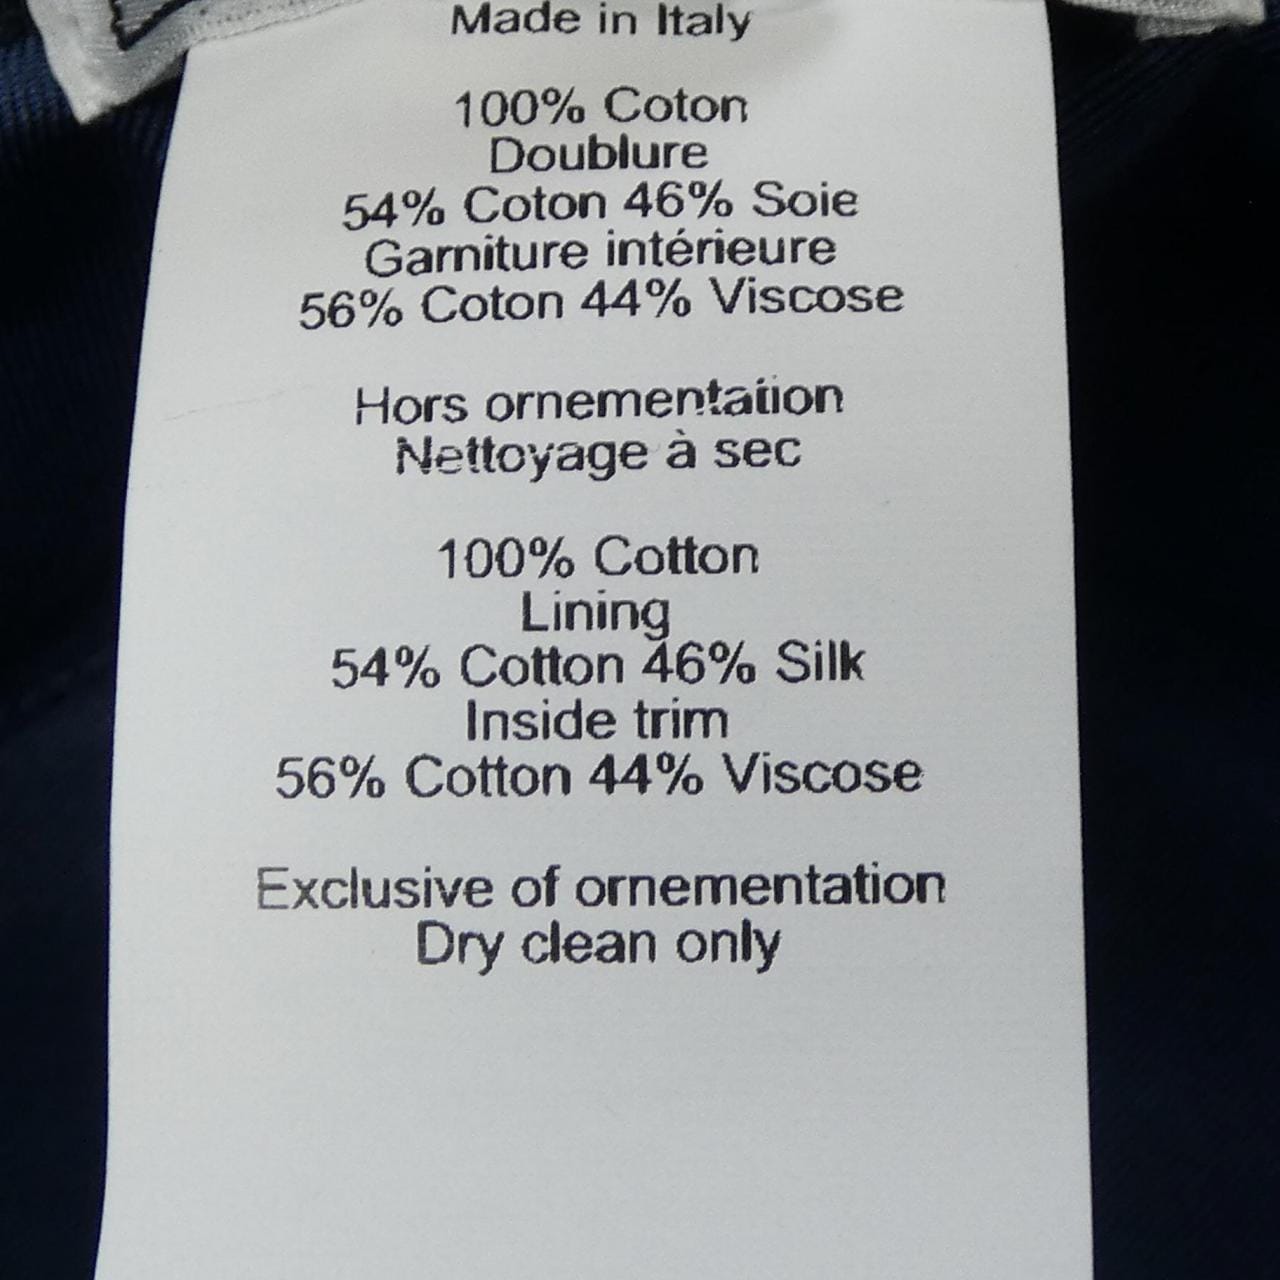 Made in Italy
100% Coton
Doublure
54% Coton 46% Soie
Garniture intérieure
56% Coton 44% Viscose
Hors ornementation
Nettoyage à sec
100% Cotton
Lining
54% Cotton 46% Silk
Inside trim
56% Cotton 44% Viscose
Exclusive of ornementation
Dry clean only